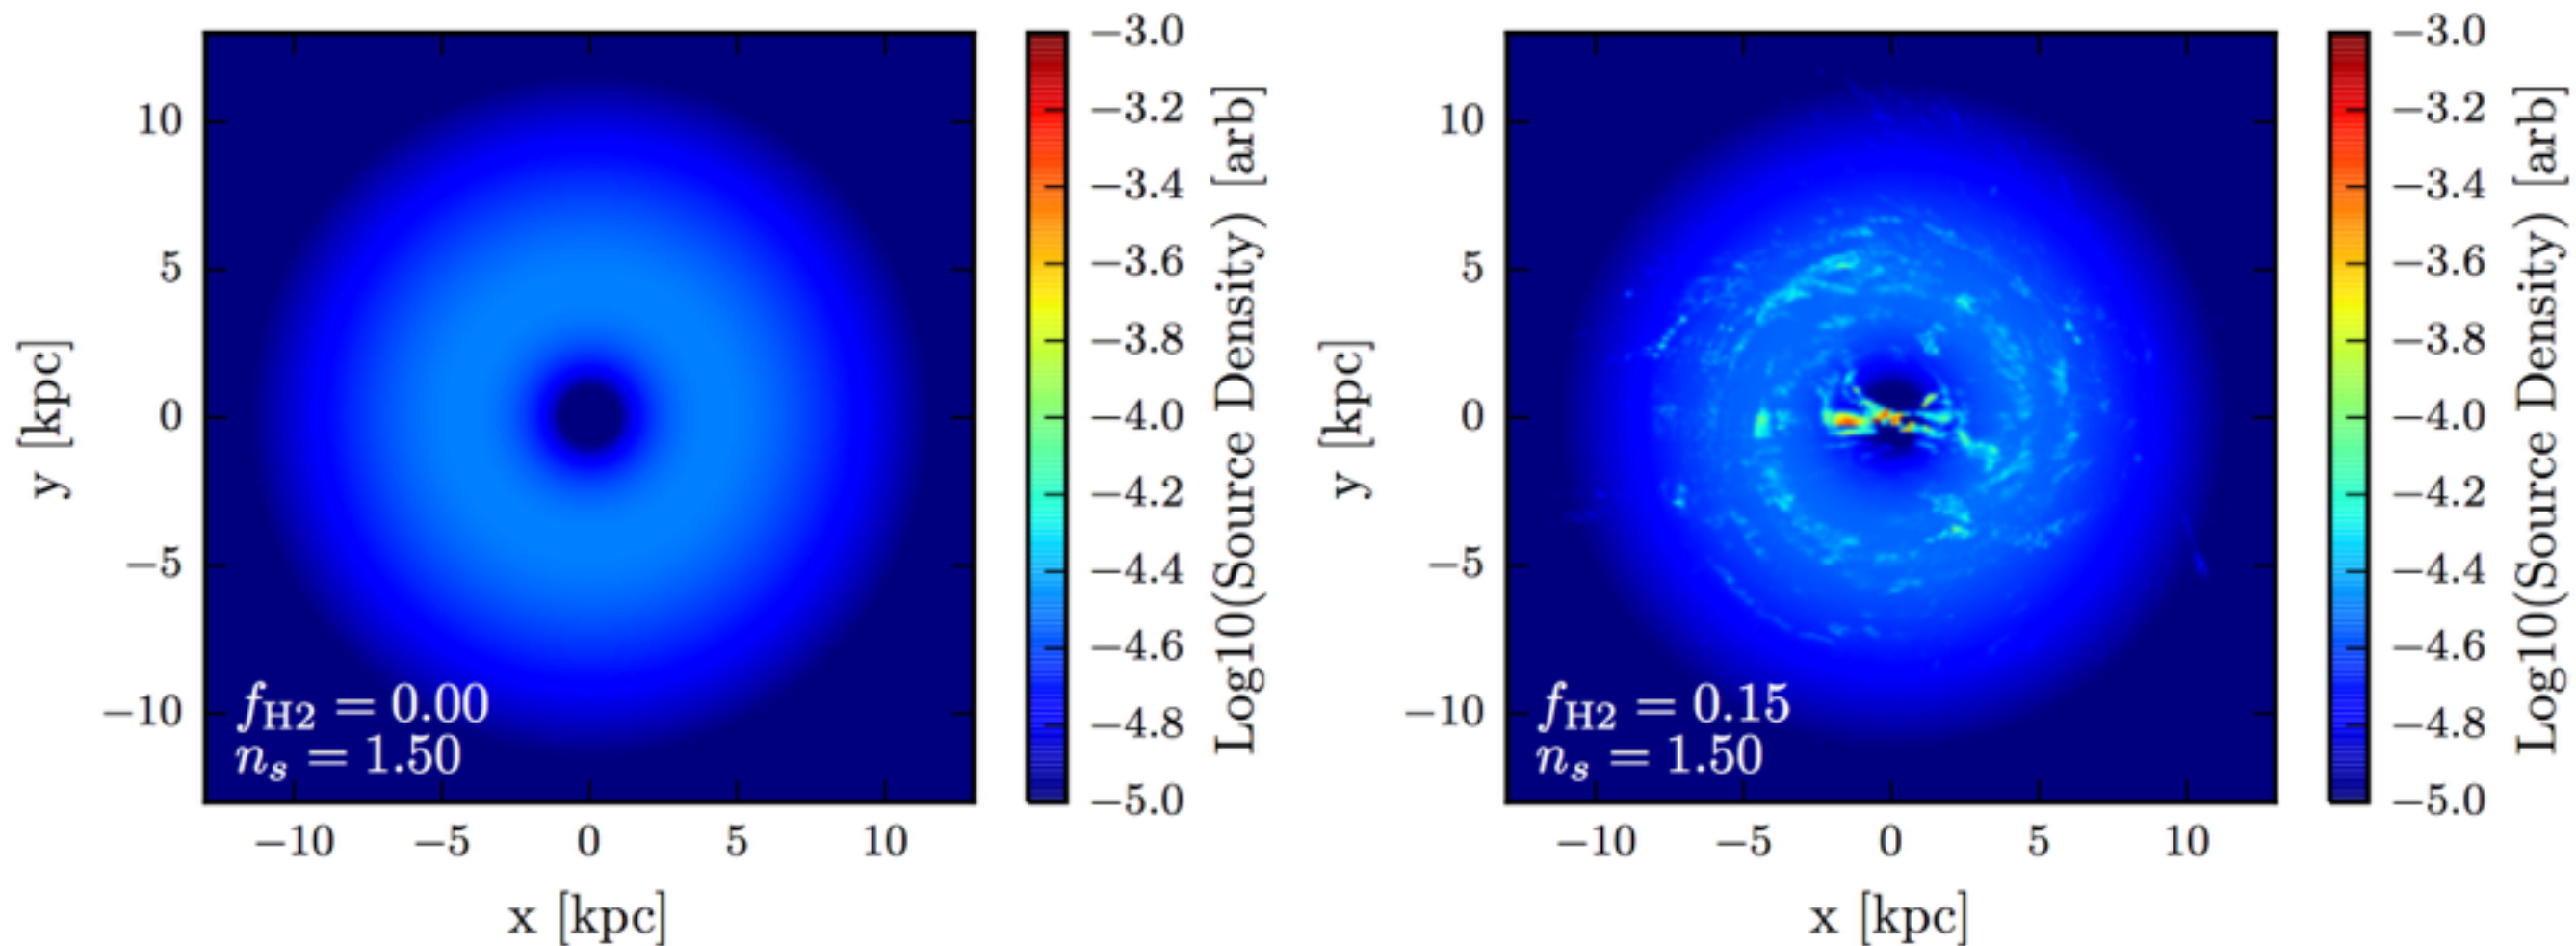 10
5
0
−5
−10
y [kpc]
−10 −5 0 5 10
x [kpc]
f_H2 = 0.00
n_s = 1.50
−3.0
−3.2
−3.4
−3.6
−3.8
−4.0
−4.2
−4.4
−4.6
−4.8
−5.0
Log10(Source Density) [arb]
10
5
0
−5
−10
y [kpc]
−10 −5 0 5 10
x [kpc]
f_H2 = 0.15
n_s = 1.50
−3.0
−3.2
−3.4
−3.6
−3.8
−4.0
−4.2
−4.4
−4.6
−4.8
−5.0
Log10(Source Density) [arb]